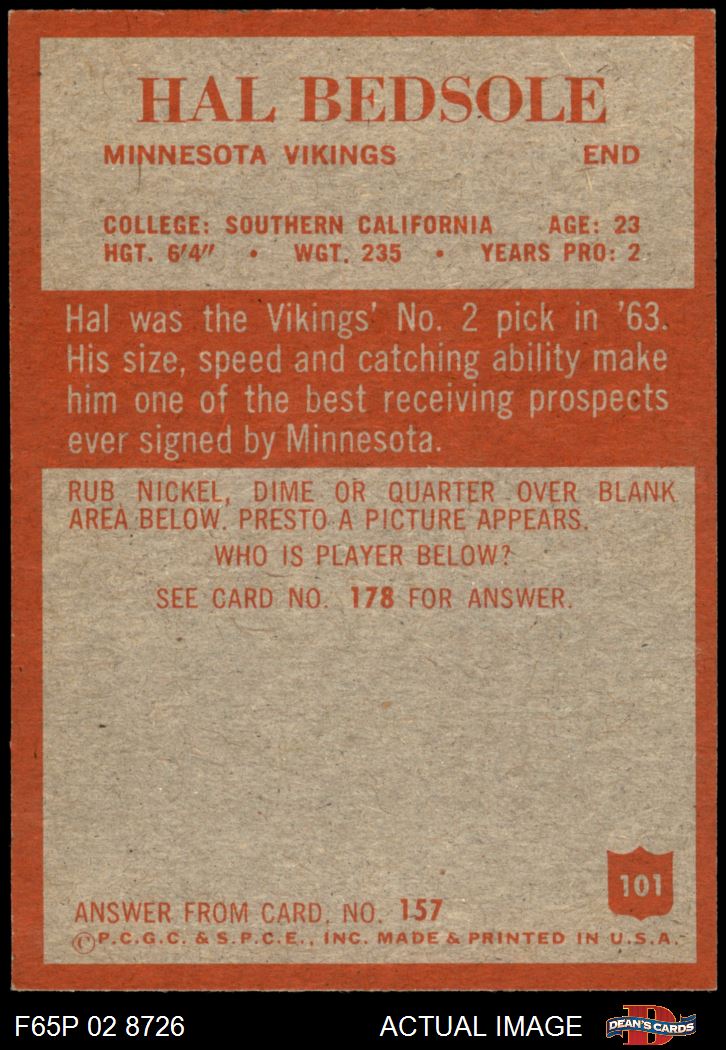 HAL BEDSOLE
MINNESOTA VIKINGS END
COLLEGE: SOUTHERN CALIFORNIA AGE: 23
HGT. 6'4" • WGT. 235 • YEARS PRO: 2
Hal was the Vikings' No. 2 pick in '63.
His size, speed and catching ability make
him one of the best receiving prospects
ever signed by Minnesota.
RUB NICKEL, DIME OR QUARTER OVER BLANK
AREA BELOW. PRESTO A PICTURE APPEARS.
WHO IS PLAYER BELOW?
SEE CARD NO. 178 FOR ANSWER.
101
ANSWER FROM CARD. NO. 157
©P.C.G.C. & S.P.C.E., INC. MADE & PRINTED IN U.S.A.
F65P 02 8726 ACTUAL IMAGE
D
DEAN'S CARDS